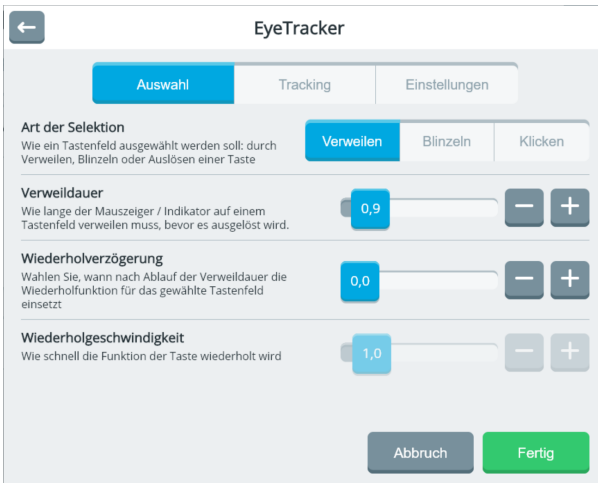 EyeTracker
Auswahl Tracking Einstellungen
Art der Selektion
Wie ein Tastenfeld ausgewählt werden soll: durch
Verweilen, Blinzeln oder Auslösen einer Taste
Verweilen Blinzeln Klicken
Verweildauer
Wie lange der Mauszeiger / Indikator auf einem
Tastenfeld verweilen muss, bevor es ausgelöst wird.
0,9
Wiederholverzögerung
Wahlen Sie, wann nach Ablauf der Verweildauer die
Wiederholfunktion für das gewählte Tastenfeld
einsetzt
0,0
Wiederholgeschwindigkeit
Wie schnell die Funktion der Taste wiederholt wird
1,0
Abbruch Fertig